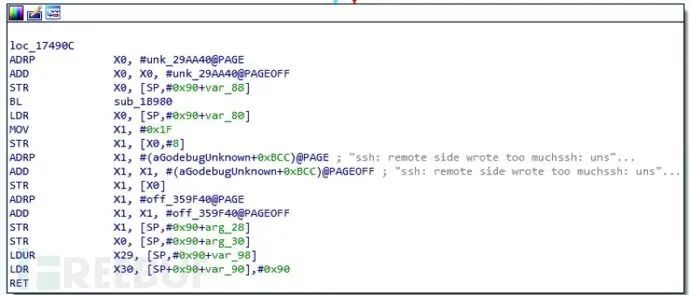 loc_17490C
ADRP X0, #unk_29AA40@PAGE
ADD X0, X0, #unk_29AA40@PAGEOFF
STR X0, [SP,#0x90+var_88]
BL sub_1B980
LDR X0, [SP,#0x90+var_80]
MOV X1, #0x1F
STR X1, [X0,#8]
ADRP X1, #(aGodebugUnknown+0xBCC)@PAGE ; "ssh: remote side wrote too muchssh: uns"...
ADD X1, X1, #(aGodebugUnknown+0xBCC)@PAGEOFF ; "ssh: remote side wrote too muchssh: uns"...
STR X1, [X0]
ADRP X1, #off_359F40@PAGE
ADD X1, X1, #off_359F40@PAGEOFF
STR X1, [SP,#0x90+arg_28]
STR X0, [SP,#0x90+arg_30]
LDUR X29, [SP,#0x90+var_98]
LDR X30, [SP+0x90+var_90],#0x90
RET
REEBUF